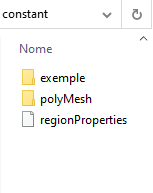 constant
Nome
exemple
polyMesh
regionProperties